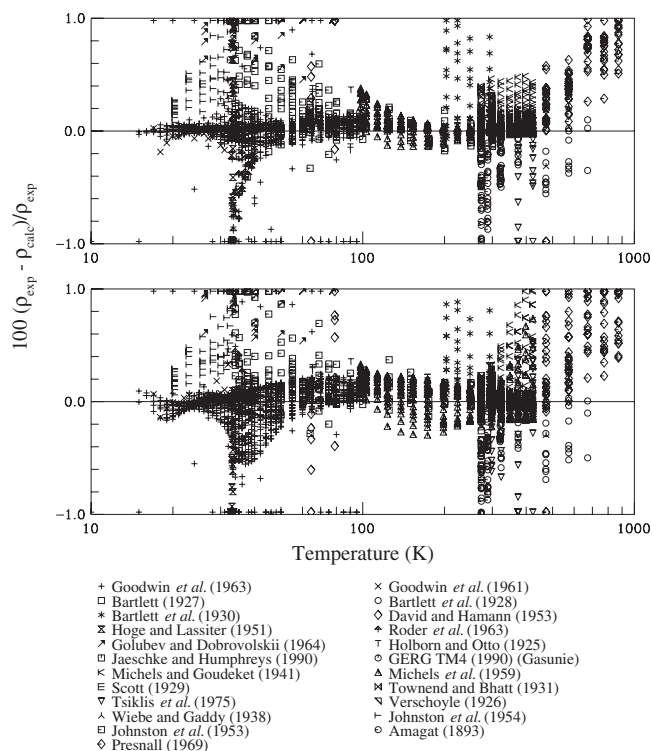 1.0
0.0
−1.0
10
100
1000
1.0
0.0
−1.0
10
100
1000
100 (ρexp - ρcalc)/ρexp
Temperature (K)
Goodwin et al. (1963)
Bartlett (1927)
Bartlett et al. (1930)
Hoge and Lassiter (1951)
Golubev and Dobrovolskii (1964)
Jaeschke and Humphreys (1990)
Michels and Goudeket (1941)
Scott (1929)
Tsiklis et al. (1975)
Wiebe and Gaddy (1938)
Johnston et al. (1953)
Presnall (1969)
Goodwin et al. (1961)
Bartlett et al. (1928)
David and Hamann (1953)
Roder et al. (1963)
Holborn and Otto (1925)
GERG TM4 (1990) (Gasunie)
Michels et al. (1959)
Townend and Bhatt (1931)
Verschoyle (1926)
Johnston et al. (1954)
Amagat (1893)